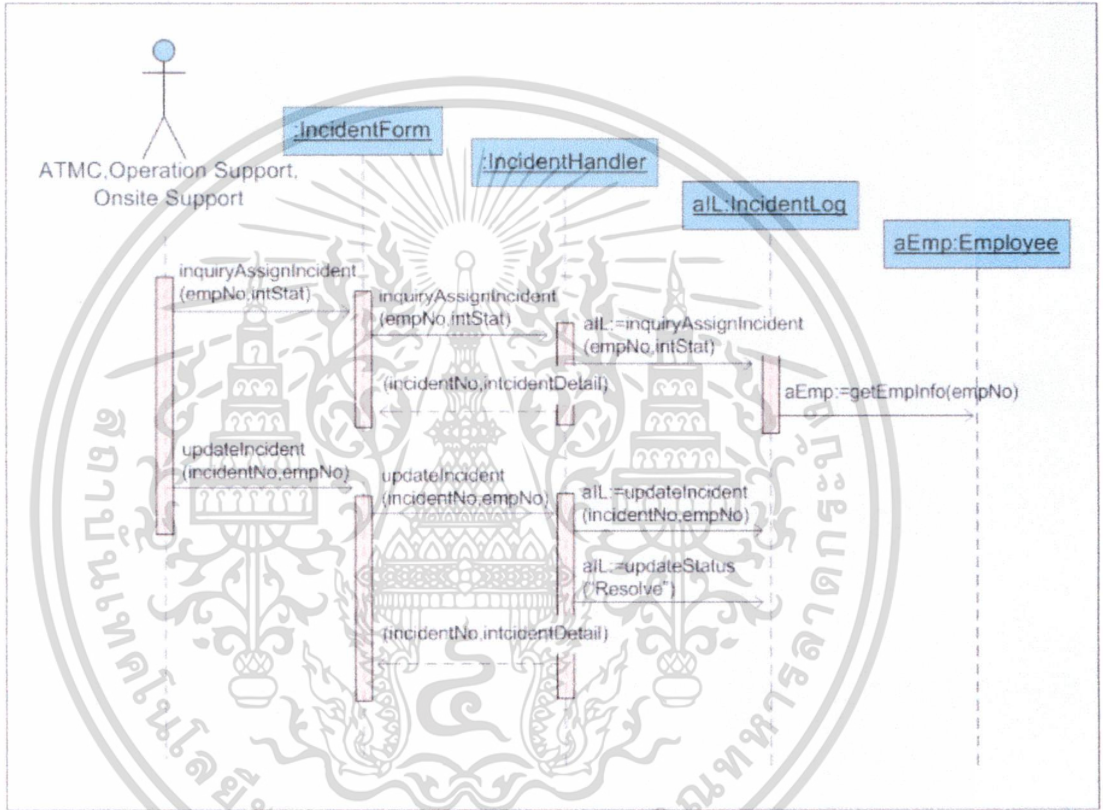 :IncidentForm
:IncidentHandler
ATMC,Operation Support,
Onsite Support
aIL:IncidentLog
aEmp:Employee
inquiryAssignIncident
(empNo,intStat)
inquiryAssignIncident
(empNo,intStat)
aIL:=inquiryAssignIncident
(empNo,intStat)
(incidentNo,intcidentDetail)
aEmp:=getEmpInfo(empNo)
updateIncident
(incidentNo,empNo)
updateIncident
(incidentNo,empNo)
aIL:=updateIncident
(incidentNo,empNo)
aIL:=updateStatus
("Resolve")
(incidentNo,intcidentDetail)